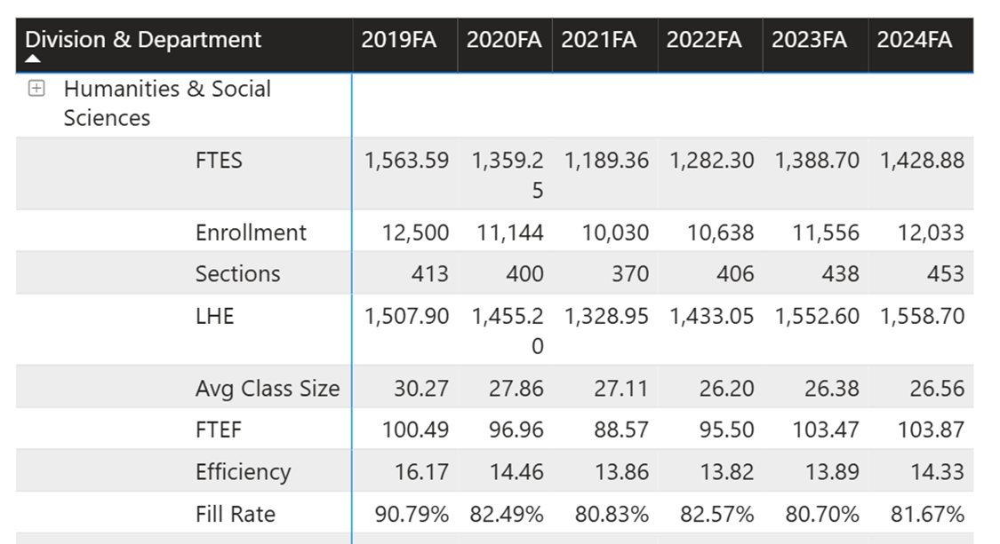 Division & Department 2019FA 2020FA 2021FA 2022FA 2023FA 2024FA
Humanities & Social
Sciences
FTES 1,563.59 1,359.2 1,189.36 1,282.30 1,388.70 1,428.88
5
Enrollment 12,500 11,144 10,030 10,638 11,556 12,033
Sections 413 400 370 406 438 453
LHE 1,507.90 1,455.2 1,328.95 1,433.05 1,552.60 1,558.70
0
Avg Class Size 30.27 27.86 27.11 26.20 26.38 26.56
FTEF 100.49 96.96 88.57 95.50 103.47 103.87
Efficiency 16.17 14.46 13.86 13.82 13.89 14.33
Fill Rate 90.79% 82.49% 80.83% 82.57% 80.70% 81.67%